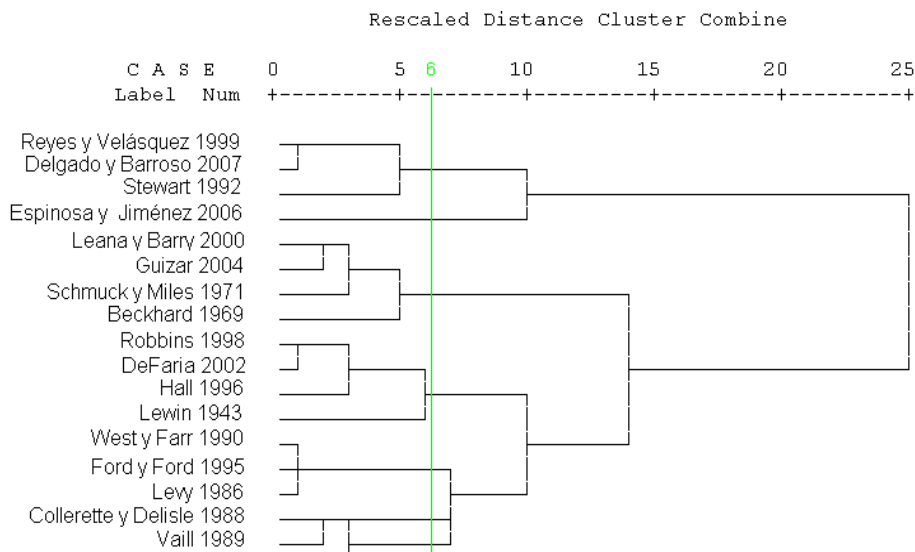 Rescaled Distance Cluster Combine
C A S E 0 5 6 10 15 20 25
Label Num
Reyes y Velásquez 1999
Delgado y Barroso 2007
Stewart 1992
Espinosa y Jiménez 2006
Leana y Barry 2000
Guizar 2004
Schmuck y Miles 1971
Beckhard 1969
Robbins 1998
DeFaria 2002
Hall 1996
Lewin 1943
West y Farr 1990
Ford y Ford 1995
Levy 1986
Collerette y Delisle 1988
Vaill 1989